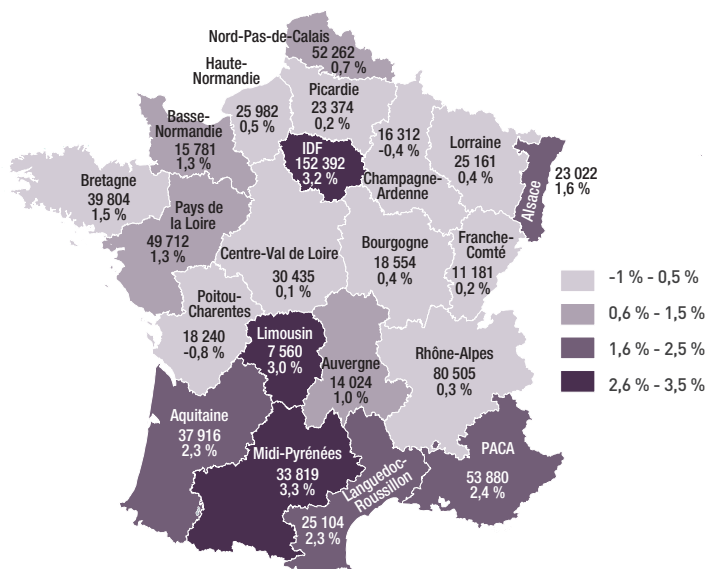 Nord-Pas-de-Calais
52 262
0,7 %
Haute-
Normandie
25 982
0,5 %
Picardie
23 374
0,2 %
Basse-
Normandie
15 781
1,3 %
IDF
152 392
3,2 %
16 312
-0,4 %
Champagne-
Ardenne
Lorraine
25 161
0,4 %
Alsace
23 022
1,6 %
Bretagne
39 804
1,5 %
Pays de
la Loire
49 712
1,3 %
Centre-Val de Loire
30 435
0,1 %
Bourgogne
18 554
0,4 %
Franche-
Comté
11 181
0,2 %
Poitou-
Charentes
18 240
-0,8 %
Limousin
7 560
3,0 %
Auvergne
14 024
1,0 %
Rhône-Alpes
80 505
0,3 %
Aquitaine
37 916
2,3 %
Midi-Pyrénées
33 819
3,3 %
Languedoc-
Roussillon
25 104
2,3 %
PACA
53 880
2,4 %
-1 % - 0,5 %
0,6 % - 1,5 %
1,6 % - 2,5 %
2,6 % - 3,5 %